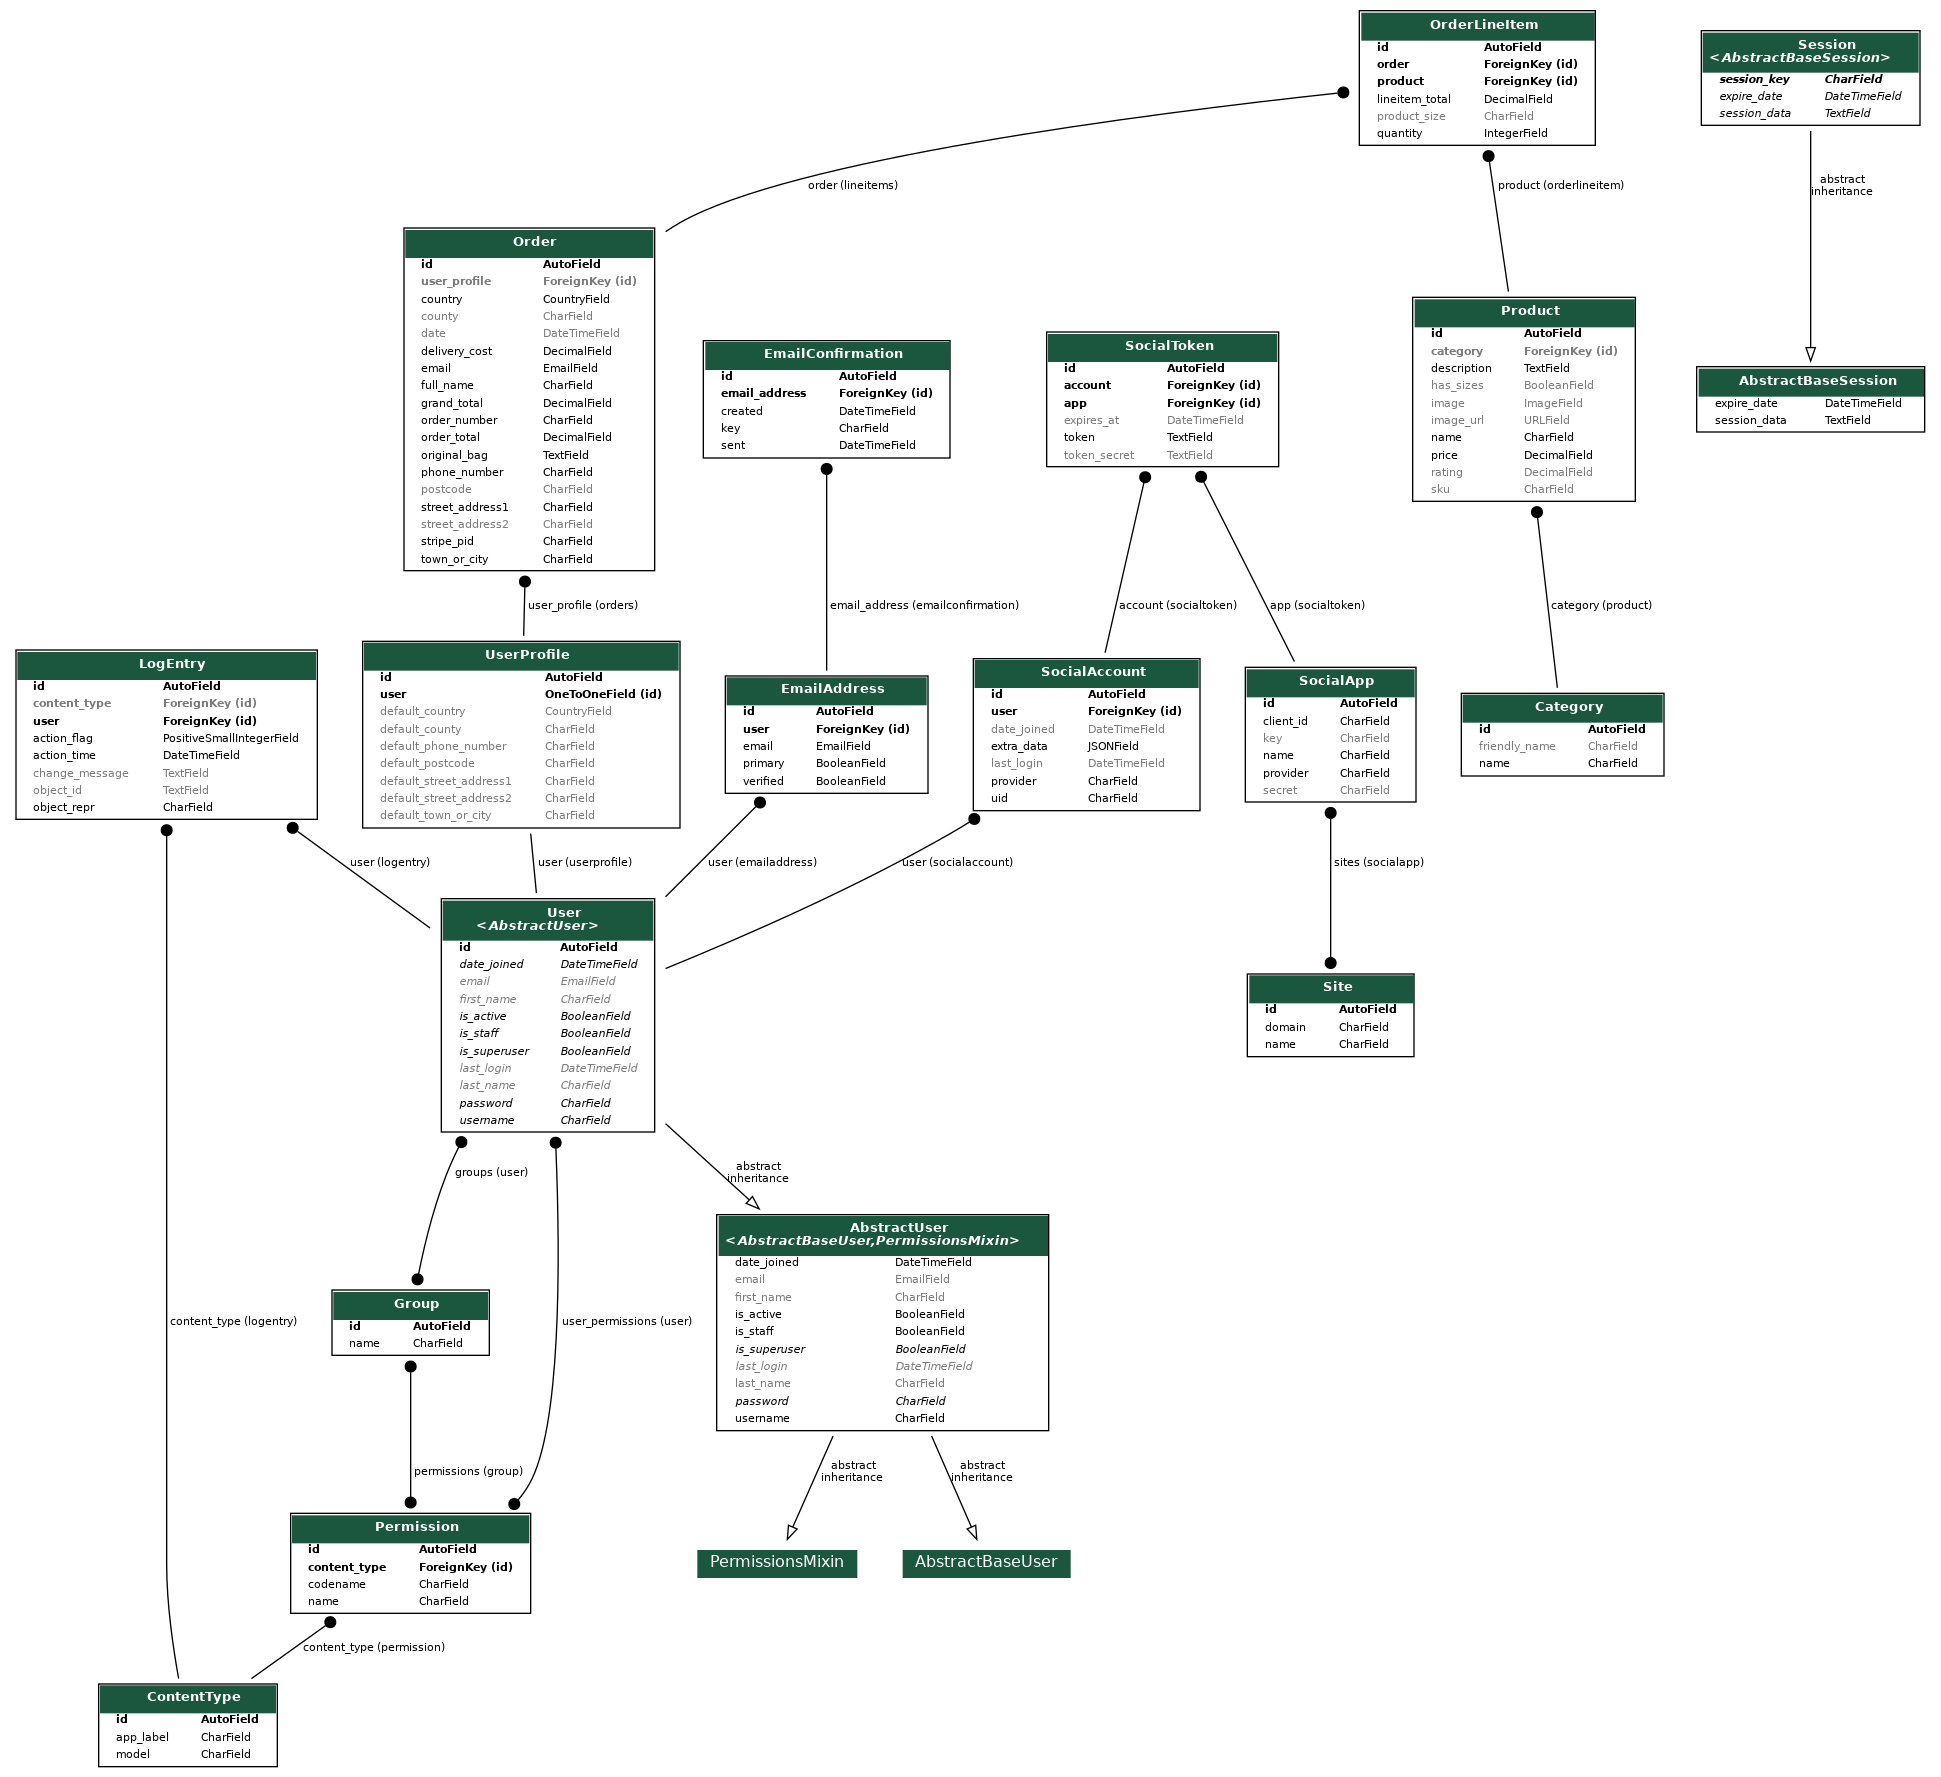 OrderLineItem
id AutoField
order ForeignKey (id)
product ForeignKey (id)
lineitem_total DecimalField
product_size CharField
quantity IntegerField
Session
<AbstractBaseSession>
session_key CharField
expire_date DateTimeField
session_data TextField
order (lineitems)
product (orderlineitem)
abstract
inheritance
Order
id AutoField
user_profile ForeignKey (id)
country CountryField
county CharField
date DateTimeField
delivery_cost DecimalField
email EmailField
full_name CharField
grand_total DecimalField
order_number CharField
order_total DecimalField
original_bag TextField
phone_number CharField
postcode CharField
street_address1 CharField
street_address2 CharField
stripe_pid CharField
town_or_city CharField
EmailConfirmation
id AutoField
email_address ForeignKey (id)
created DateTimeField
key CharField
sent DateTimeField
SocialToken
id AutoField
account ForeignKey (id)
app ForeignKey (id)
expires_at DateTimeField
token TextField
token_secret TextField
Product
id AutoField
category ForeignKey (id)
description TextField
has_sizes BooleanField
image ImageField
image_url URLField
name CharField
price DecimalField
rating DecimalField
sku CharField
AbstractBaseSession
expire_date DateTimeField
session_data TextField
user_profile (orders)
email_address (emailconfirmation)
account (socialtoken)
app (socialtoken)
category (product)
LogEntry
id AutoField
content_type ForeignKey (id)
user ForeignKey (id)
action_flag PositiveSmallIntegerField
action_time DateTimeField
change_message TextField
object_id TextField
object_repr CharField
UserProfile
id AutoField
user OneToOneField (id)
default_country CountryField
default_county CharField
default_phone_number CharField
default_postcode CharField
default_street_address1 CharField
default_street_address2 CharField
default_town_or_city CharField
EmailAddress
id AutoField
user ForeignKey (id)
email EmailField
primary BooleanField
verified BooleanField
SocialAccount
id AutoField
user ForeignKey (id)
date_joined DateTimeField
extra_data JSONField
last_login DateTimeField
provider CharField
uid CharField
SocialApp
id AutoField
client_id CharField
key CharField
name CharField
provider CharField
secret CharField
Category
id AutoField
friendly_name CharField
name CharField
user (logentry)
user (userprofile)
user (emailaddress)
user (socialaccount)
sites (socialapp)
User
<AbstractUser>
id AutoField
date_joined DateTimeField
email EmailField
first_name CharField
is_active BooleanField
is_staff BooleanField
is_superuser BooleanField
last_login DateTimeField
last_name CharField
password CharField
username CharField
Site
id AutoField
domain CharField
name CharField
groups (user)
abstract
inheritance
AbstractUser
<AbstractBaseUser,PermissionsMixin>
date_joined DateTimeField
email EmailField
first_name CharField
is_active BooleanField
is_staff BooleanField
is_superuser BooleanField
last_login DateTimeField
last_name CharField
password CharField
username CharField
Group
id AutoField
name CharField
content_type (logentry)
user_permissions (user)
permissions (group)
abstract
inheritance
abstract
inheritance
Permission
id AutoField
content_type ForeignKey (id)
codename CharField
name CharField
PermissionsMixin
AbstractBaseUser
content_type (permission)
ContentType
id AutoField
app_label CharField
model CharField